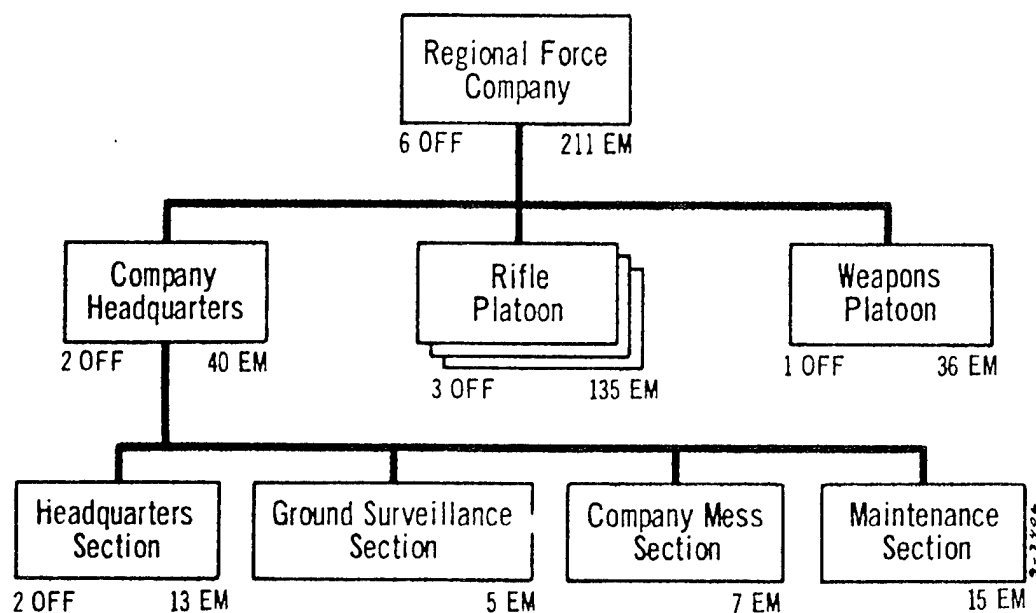 Regional Force
Company
6 OFF 211 EM
Company
Headquarters
2 OFF 40 EM
Rifle
Platoon
3 OFF 135 EM
Weapons
Platoon
1 OFF 36 EM
Headquarters
Section
2 OFF 13 EM
Ground Surveillance
Section
5 EM
Company Mess
Section
7 EM
Maintenance
Section
15 EM